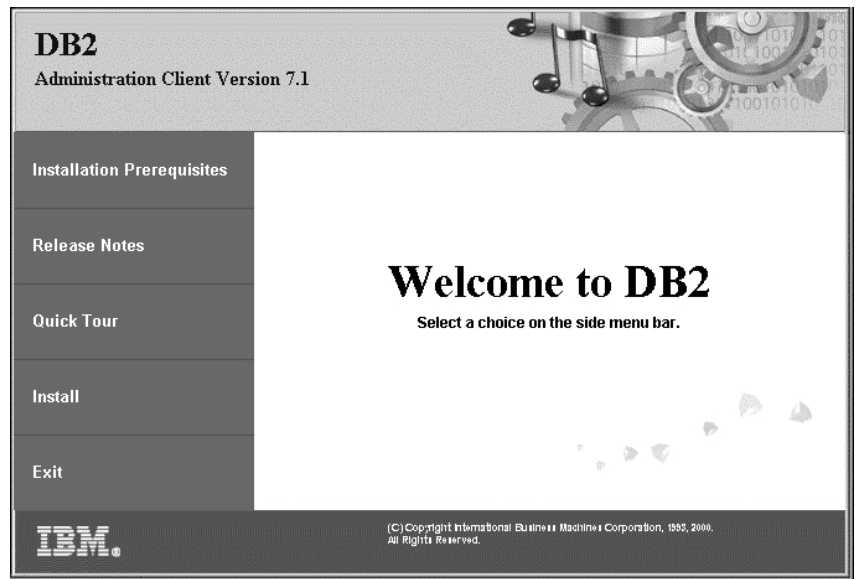 DB2
Administration Client Version 7.1
Installation Prerequisites
Release Notes
Quick Tour
Install
Exit
Welcome to DB2
Select a choice on the side menu bar.
IBM®
(C) Copyright International Business Machines Corporation, 1993, 2000.
All Rights Reserved.